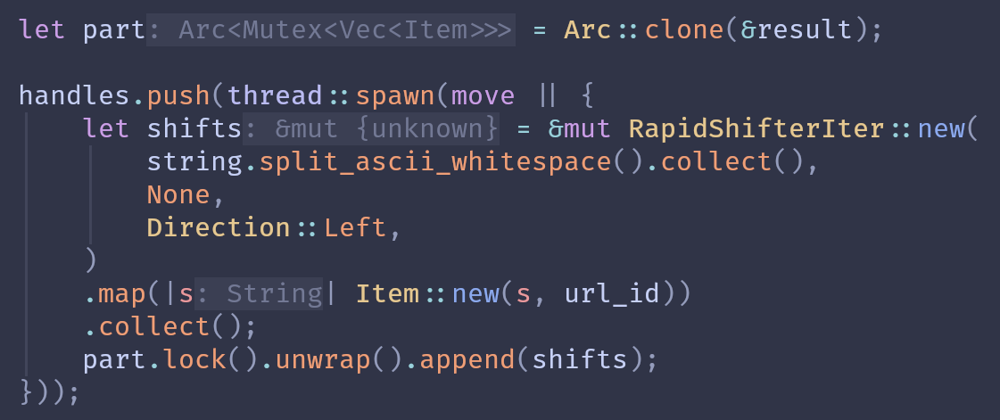 let part: Arc<Mutex<Vec<Item>>> = Arc::clone(&result);
handles.push(thread::spawn(move || {
    let shifts: &mut {unknown} = &mut RapidShifterIter::new(
        string.split_ascii_whitespace().collect(),
        None,
        Direction::Left,
    )
    .map(|s: String| Item::new(s, url_id))
    .collect();
    part.lock().unwrap().append(shifts);
}));